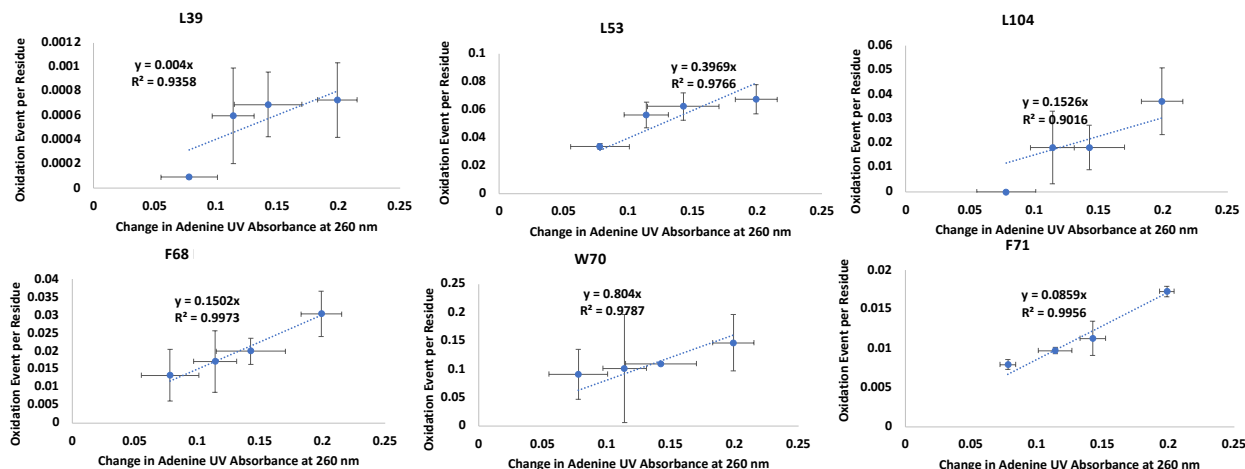 L39
Oxidation Event per Residue
0.0012
0.001
0.0008
0.0006
0.0004
0.0002
0
y = 0.004x
R² = 0.9358
0 0.05 0.1 0.15 0.2 0.25
Change in Adenine UV Absorbance at 260 nm
L53
Oxidation Event per Residue
0.1
0.08
0.06
0.04
0.02
0
y = 0.3969x
R² = 0.9766
0 0.05 0.1 0.15 0.2 0.25
Change in Adenine UV Absorbance at 260 nm
L104
Oxidation Event per Residue
0.06
0.05
0.04
0.03
0.02
0.01
0
y = 0.1526x
R² = 0.9016
0 0.05 0.1 0.15 0.2 0.25
Change in Adenine UV Absorbance at 260 nm
F68
Oxidation Event per Residue
0.04
0.035
0.03
0.025
0.02
0.015
0.01
0.005
0
y = 0.1502x
R² = 0.9973
0 0.05 0.1 0.15 0.2 0.25
Change in Adenine UV Absorbance at 260 nm
W70
Oxidation Event per Residue
0.25
0.2
0.15
0.1
0.05
0
y = 0.804x
R² = 0.9787
0 0.05 0.1 0.15 0.2 0.25
Change in Adenine UV Absorbance at 260 nm
F71
Oxidation Event per Residue
0.02
0.015
0.01
0.005
0
y = 0.0859x
R² = 0.9956
0 0.05 0.1 0.15 0.2 0.25
Change in Adenine UV Absorbance at 260 nm